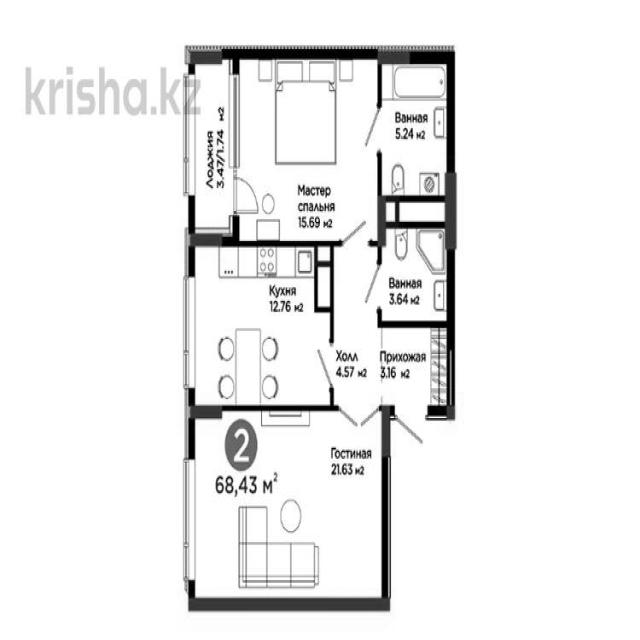 krisha.kz
Лоджия
3.47/1.74 м2
Ванная
5.24 м2
Мастер
спальня
15.69 м2
Кухня
12.76 м2
Ванная
3.64 м2
Холл
4.57 м2
Прихожая
3.16 м2
2
68,43 м2
Гостиная
21.63 м2